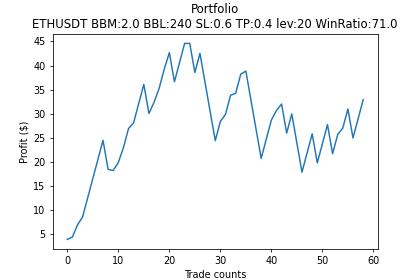 Portfolio
ETHUSDT BBM:2.0 BBL:240 SL:0.6 TP:0.4 lev:20 WinRatio:71.0
45
40
35
30
25
20
15
10
5
Profit ($)
0 10 20 30 40 50 60
Trade counts